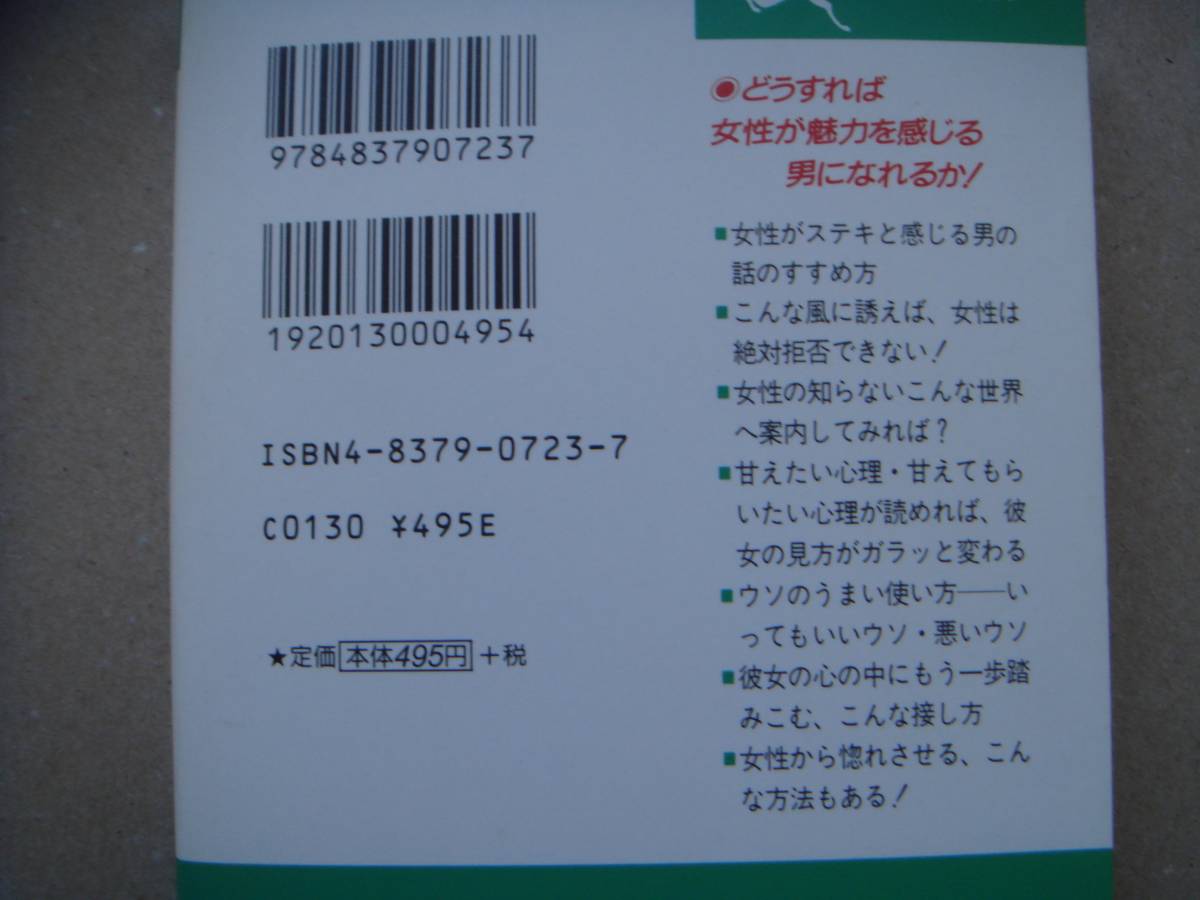 9784837907237
1920130004954
ISBN4-8379-0723-7
C0130 ¥495E
★定価 本体495円 +税
◉どうすれば
女性が魅力を感じる
男になれるか!
■女性がステキと感じる男の
話のすすめ方
■こんな風に誘えば、女性は
絶対拒否できない!
■女性の知らないこんな世界
へ案内してみれば?
■甘えたい心理・甘えてもら
いたい心理が読めれば、彼
女の見方がガラッと変わる
■ウソのうまい使い方──い
ってもいいウソ・悪いウソ
■彼女の心の中にもう一歩踏
みこむ、こんな接し方
■女性から惚れさせる、こん
な方法もある!